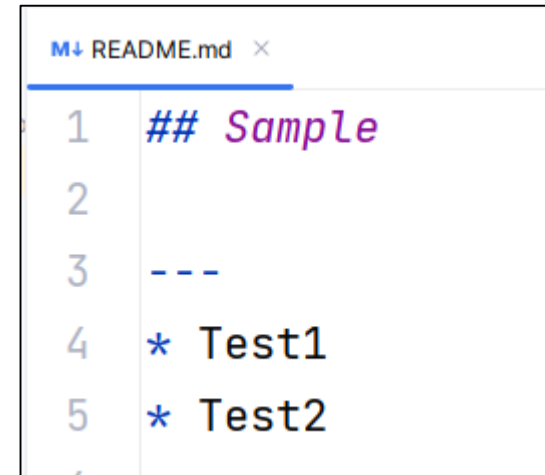 M↓ README.md ×
1 ## Sample
2
3 ---
4 * Test1
5 * Test2